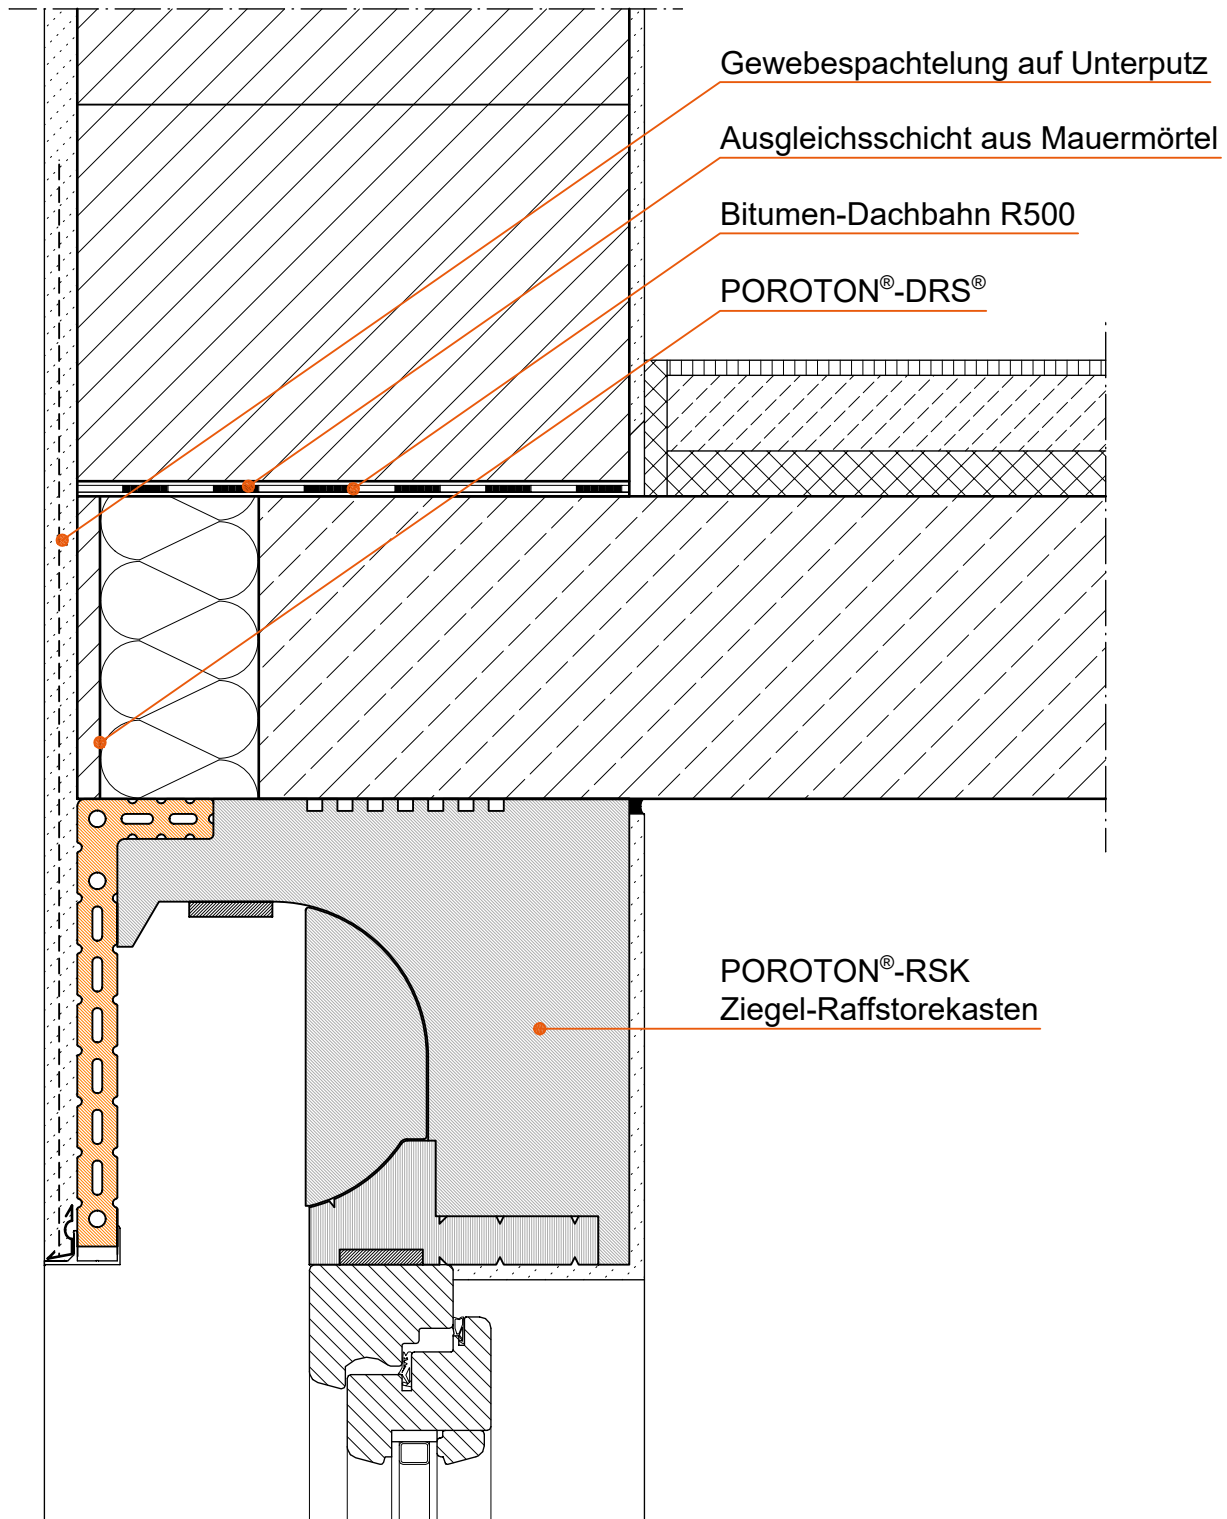 Gewebespachtelung auf Unterputz
Ausgleichsschicht aus Mauermörtel
Bitumen-Dachbahn R500
POROTON®-DRS®
POROTON®-RSK
Ziegel-Raffstorekasten